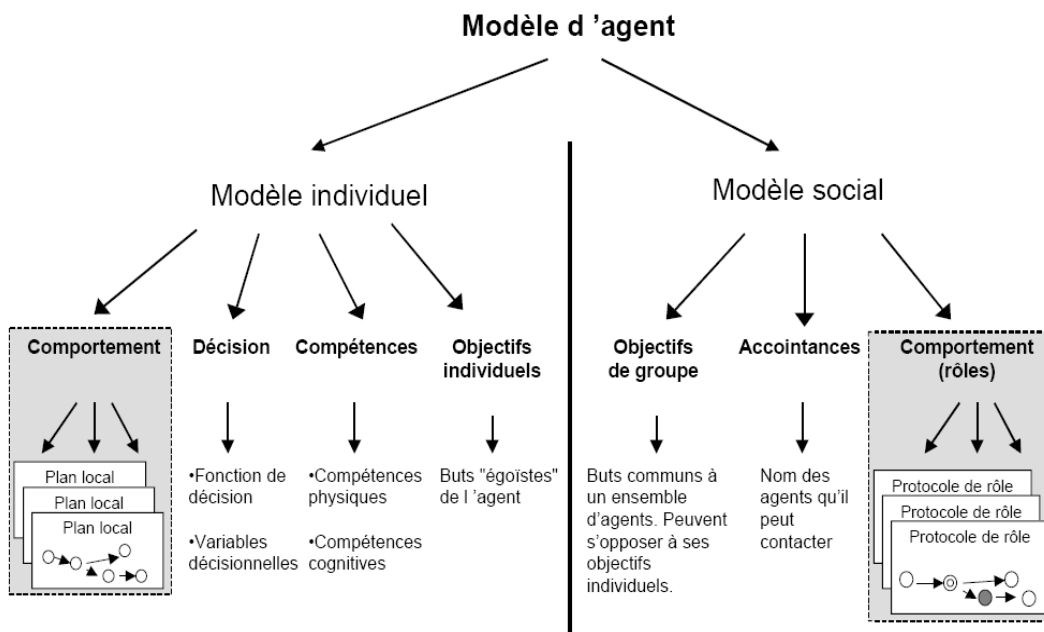 Modèle d 'agent
Modèle individuel
Modèle social
Comportement
Décision
Compétences
Objectifs
individuels
Objectifs
de groupe
Accointances
Comportement
(rôles)
Plan local
Plan local
Plan local
•Fonction de
décision
•Variables
décisionnelles
•Compétences
physiques
•Compétences
cognitives
Buts "égoïstes"
de l 'agent
Buts communs à
un ensemble
d'agents. Peuvent
s'opposer à ses
objectifs
individuels.
Nom des
agents qu'il
peut
contacter
Protocole de rôle
Protocole de rôle
Protocole de rôle